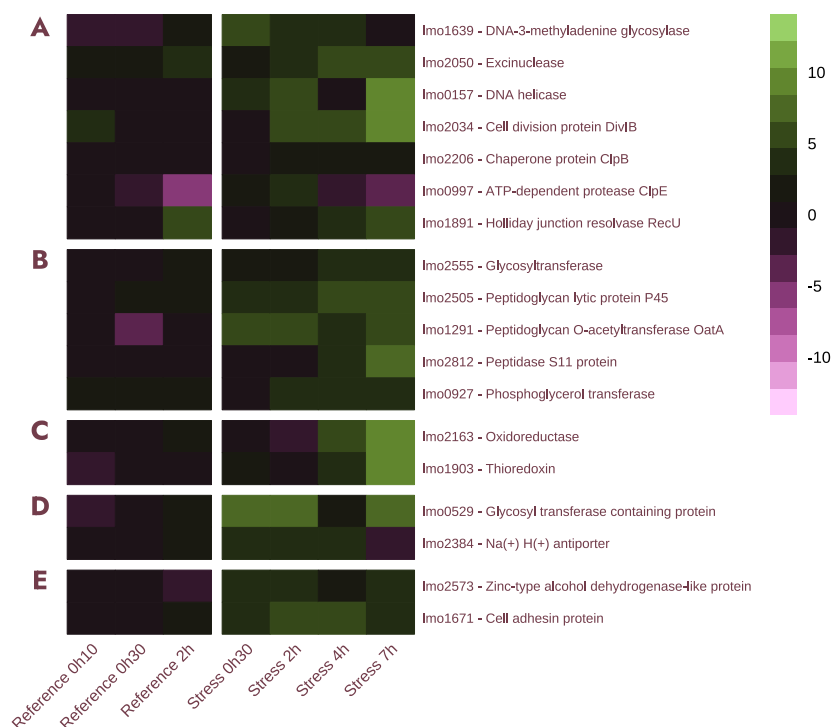 A
lmo1639 - DNA-3-methyladenine glycosylase
lmo2050 - Excinuclease
lmo0157 - DNA helicase
lmo2034 - Cell division protein DivIB
lmo2206 - Chaperone protein ClpB
lmo0997 - ATP-dependent protease ClpE
lmo1891 - Holliday junction resolvase RecU
B
lmo2555 - Glycosyltransferase
lmo2505 - Peptidoglycan lytic protein P45
lmo1291 - Peptidoglycan O-acetyltransferase OatA
lmo2812 - Peptidase S11 protein
lmo0927 - Phosphoglycerol transferase
C
lmo2163 - Oxidoreductase
lmo1903 - Thioredoxin
D
lmo0529 - Glycosyl transferase containing protein
lmo2384 - Na(+) H(+) antiporter
E
lmo2573 - Zinc-type alcohol dehydrogenase-like protein
lmo1671 - Cell adhesin protein
Reference 0h10
Reference 0h30
Reference 2h
Stress 0h30
Stress 2h
Stress 4h
Stress 7h
10
5
0
-5
-10